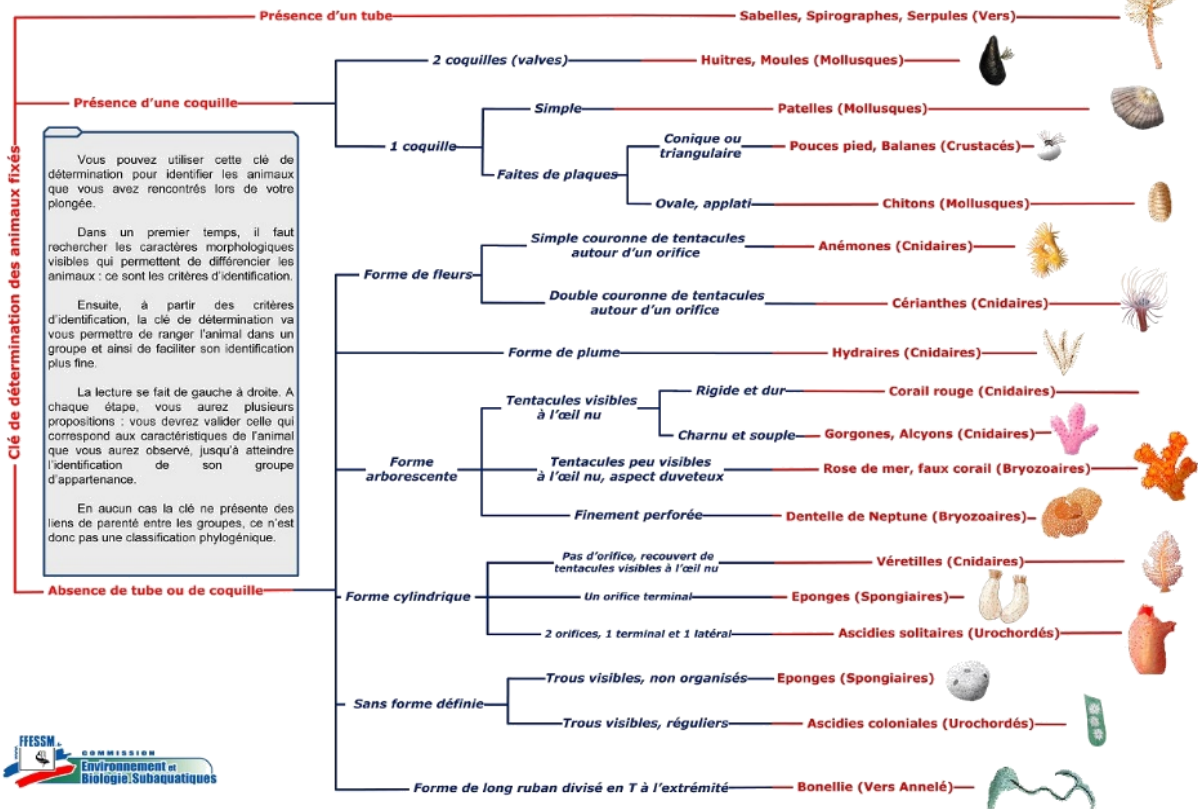 Clé de détermination des animaux fixés
Présence d'un tube
Sabelles, Spirographes, Serpules (Vers)
Présence d'une coquille
2 coquilles (valves)
Huitres, Moules (Mollusques)
1 coquille
Simple
Patelles (Mollusques)
Faites de plaques
Conique ou
triangulaire
Pouces pied, Balanes (Crustacés)
Ovale, applati
Chitons (Mollusques)
Vous pouvez utiliser cette clé de
détermination pour identifier les animaux
que vous avez rencontrés lors de votre
plongée.
Dans un premier temps, il faut
rechercher les caractères morphologiques
visibles qui permettent de différencier les
animaux : ce sont les critères d'identification.
Ensuite, à partir des critères
d'identification, la clé de détermination va
vous permettre de ranger l'animal dans un
groupe et ainsi de faciliter son identification
plus fine.
La lecture se fait de gauche à droite. A
chaque étape, vous aurez plusieurs
propositions : vous devrez valider celle qui
correspond aux caractéristiques de l'animal
que vous aurez observé, jusqu'à atteindre
l'identification de son groupe
d'appartenance.
En aucun cas la clé ne présente des
liens de parenté entre les groupes, ce n'est
donc pas une classification phylogénique.
Absence de tube ou de coquille
Forme de fleurs
Simple couronne de tentacules
autour d'un orifice
Anémones (Cnidaires)
Double couronne de tentacules
autour d'un orifice
Cérianthes (Cnidaires)
Forme de plume
Hydraires (Cnidaires)
Forme
arborescente
Tentacules visibles
à l'œil nu
Rigide et dur
Corail rouge (Cnidaires)
Charnu et souple
Gorgones, Alcyons (Cnidaires)
Tentacules peu visibles
à l'œil nu, aspect duveteux
Rose de mer, faux corail (Bryozoaires)
Finement perforée
Dentelle de Neptune (Bryozoaires)
Forme cylindrique
Pas d'orifice, recouvert de
tentacules visibles à l'œil nu
Véretilles (Cnidaires)
Un orifice terminal
Eponges (Spongiaires)
2 orifices, 1 terminal et 1 latéral
Ascidies solitaires (Urochordés)
Sans forme définie
Trous visibles, non organisés
Eponges (Spongiaires)
Trous visibles, réguliers
Ascidies coloniales (Urochordés)
Forme de long ruban divisé en T à l'extrémité
Bonellie (Vers Annelé)
FFESSM
COMMISSION
Environnement et
Biologie Subaquatiques